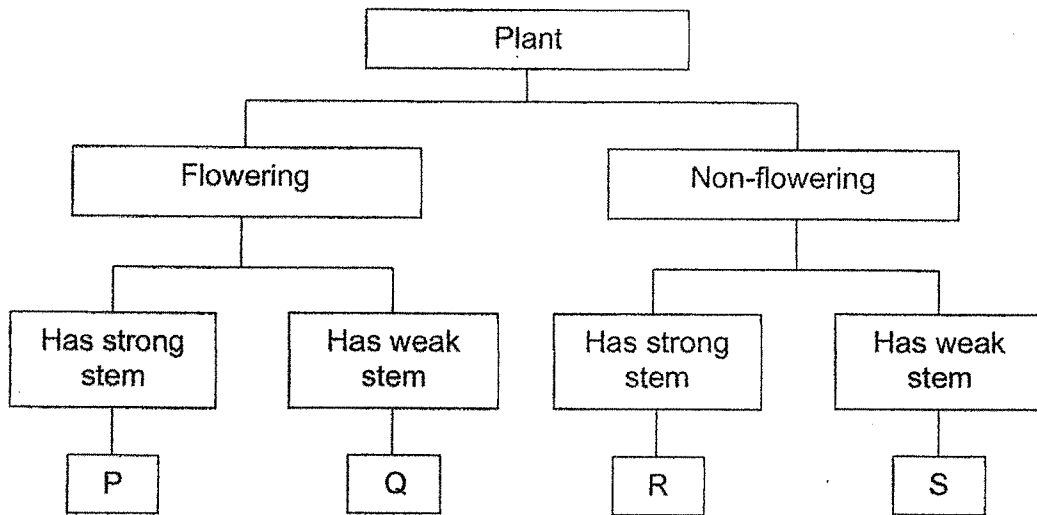 Plant
Flowering
Non-flowering
Has strong
stem
Has weak
stem
Has strong
stem
Has weak
stem
P
Q
R
S